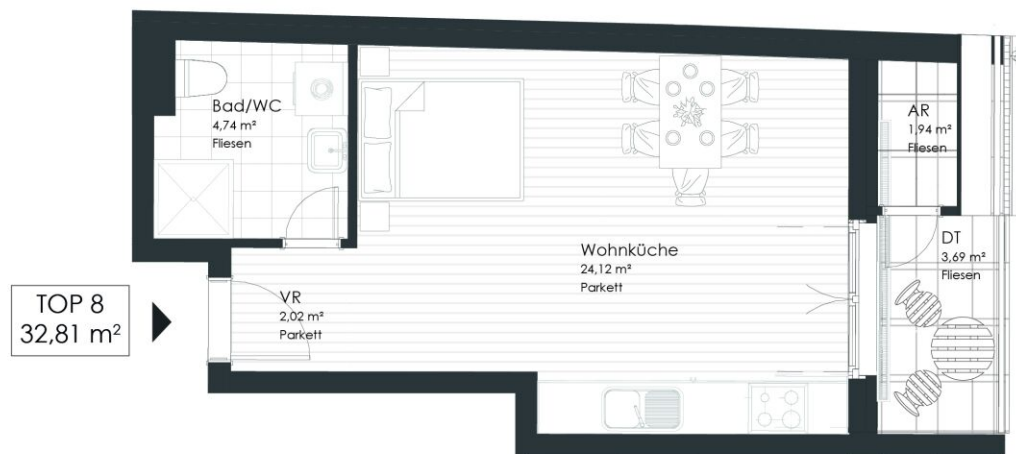 Bad/WC
4,74 m²
Fliesen
AR
1,94 m²
Fliesen
Wohnküche
24,12 m²
Parkett
DT
3,69 m²
Fliesen
VR
2,02 m²
Parkett
TOP 8
32,81 m²